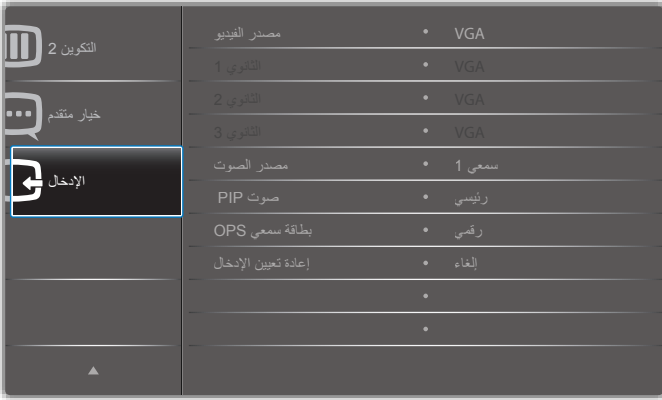 التكوين 2
خيار متقدم
الإدخال
مصدر الفيديو • VGA
الثانوي 1 • VGA
الثانوي 2 • VGA
الثانوي 3 • VGA
مصدر الصوت • سمعي 1
صوت PIP • رئيسي
بطاقة سمعي OPS • رقمي
إعادة تعيين الإدخال • إلغاء